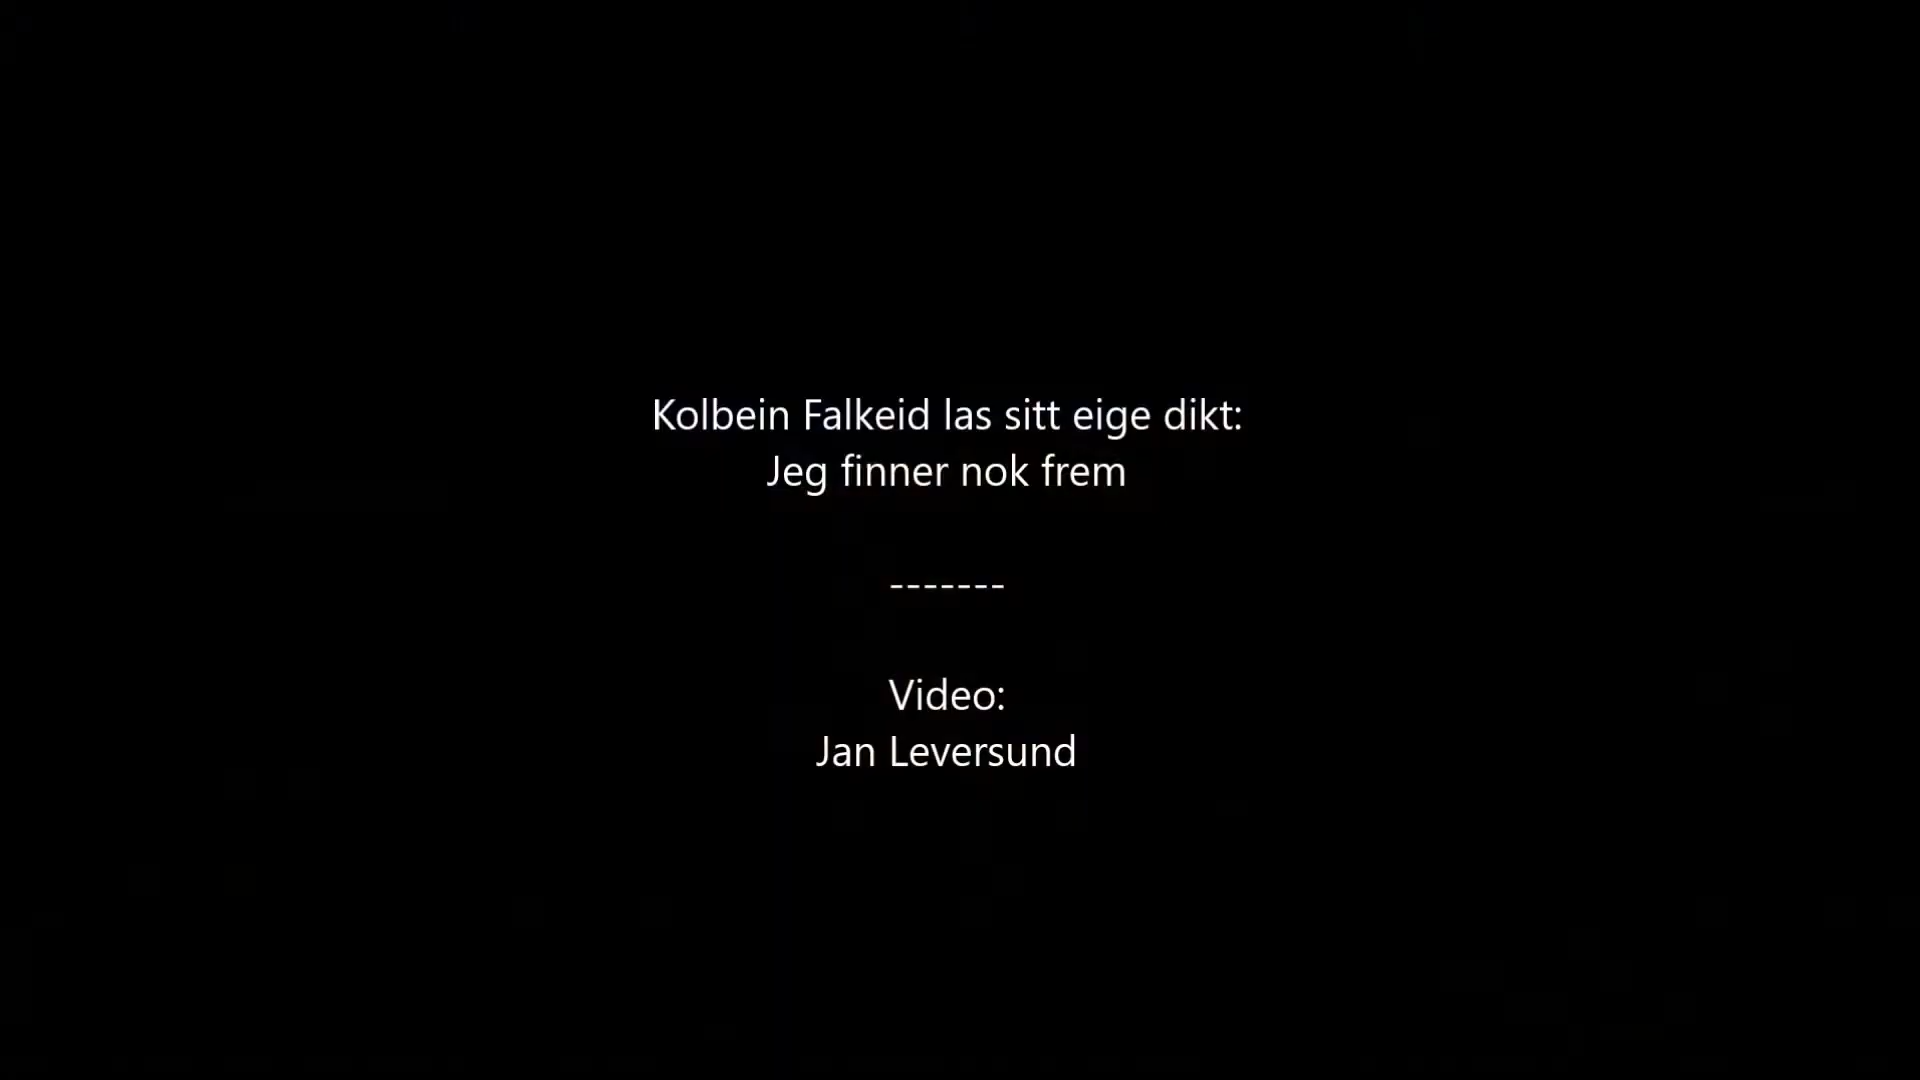 Kolbein Falkeid las sitt eige dikt:
Jeg finner nok frem
-------
Video:
Jan Leversund